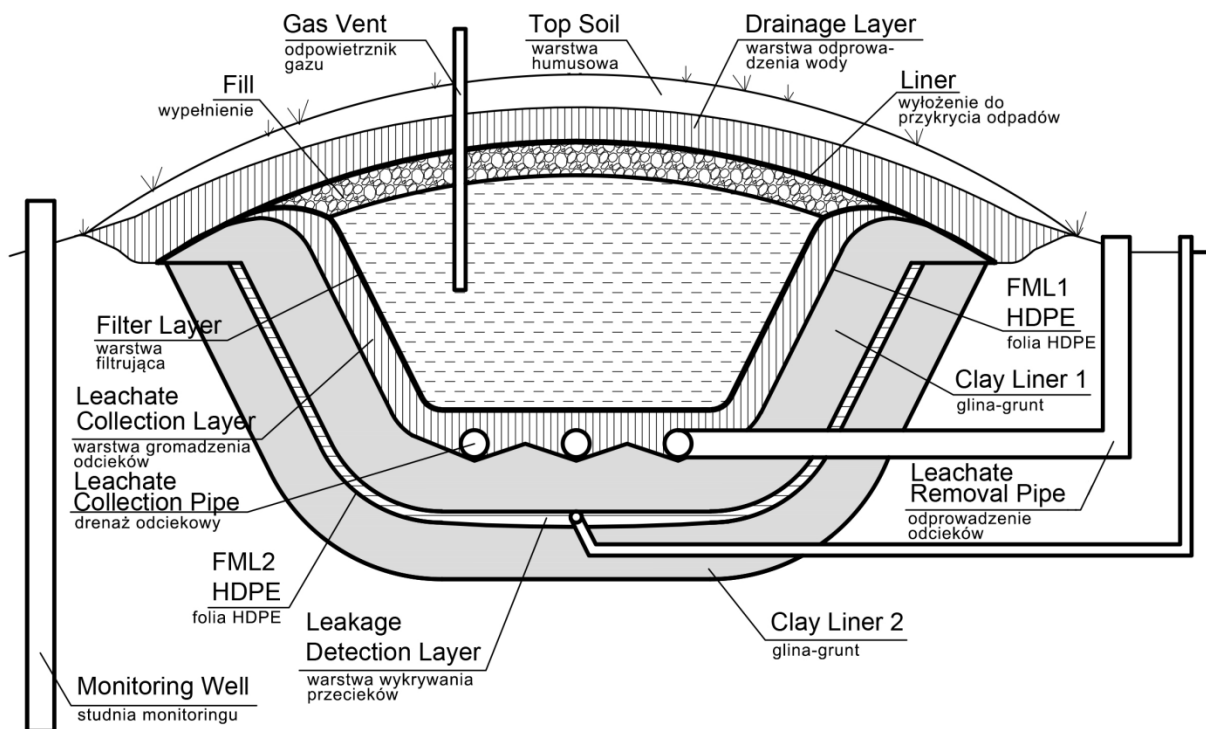 Gas Vent
odpowietrznik
gazu
Top Soil
warstwa
humusowa
Drainage Layer
warstwa odprowa-
dzenia wody
Fill
wypełnienie
Liner
wyłożenie do
przykrycia odpadów
Filter Layer
warstwa
filtrująca
FML1
HDPE
folia HDPE
Clay Liner 1
glina-grunt
Leachate
Collection Layer
warstwa gromadzenia
odcieków
Leachate
Collection Pipe
drenaż odciekowy
Leachate
Removal Pipe
odprowadzenie
odcieków
FML2
HDPE
folia HDPE
Leakage
Detection Layer
warstwa wykrywania
przecieków
Clay Liner 2
glina-grunt
Monitoring Well
studnia monitoringu